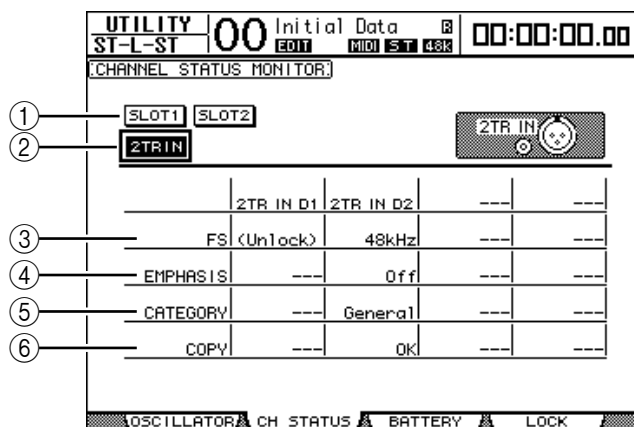 UTILITY
ST-L-ST
00 Initial Data
EDIT MIDI ST 48K
00:00:00.00
CHANNEL STATUS MONITOR
① SLOT1 SLOT2
② 2TRIN
2TR IN
2TR IN D1 2TR IN D2 --- ---
③ FS (Unlock) 48kHz --- ---
④ EMPHASIS --- Off --- ---
⑤ CATEGORY --- General --- ---
⑥ COPY --- OK --- ---
OSCILLATOR CH STATUS BATTERY LOCK